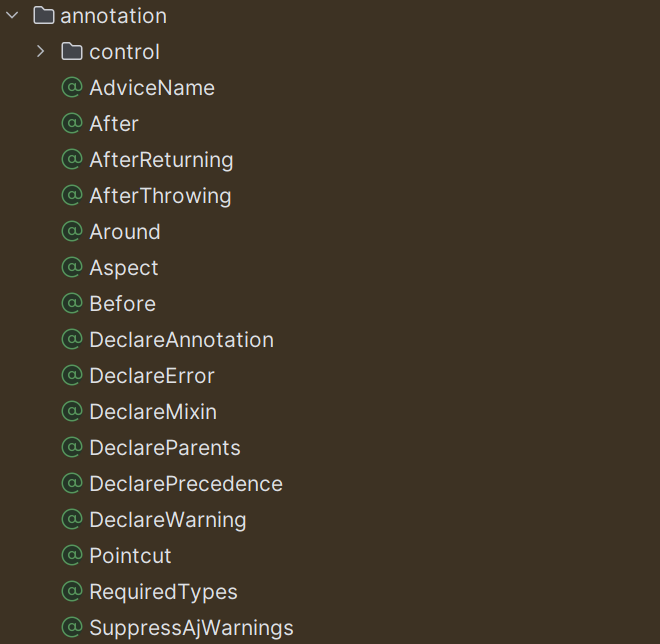 annotation
control
AdviceName
After
AfterReturning
AfterThrowing
Around
Aspect
Before
DeclareAnnotation
DeclareError
DeclareMixin
DeclareParents
DeclarePrecedence
DeclareWarning
Pointcut
RequiredTypes
SuppressAjWarnings